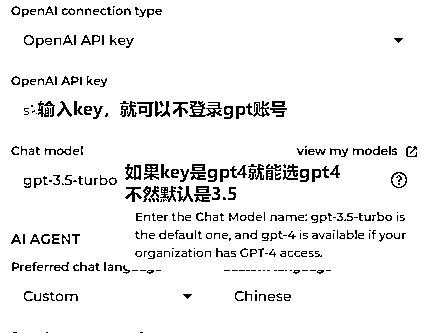 OpenAI connection type
OpenAI API key
OpenAI API key
输入key，就可以不登录gpt账号
Chat model
view my models
gpt-3.5-turbo
如果key是gpt4就能选gpt4
不然默认是3.5
Enter the Chat Model name: gpt-3.5-turbo is
the default one, and gpt-4 is available if your
organization has GPT-4 access.
AI AGENT
Preferred chat
Custom
Chinese